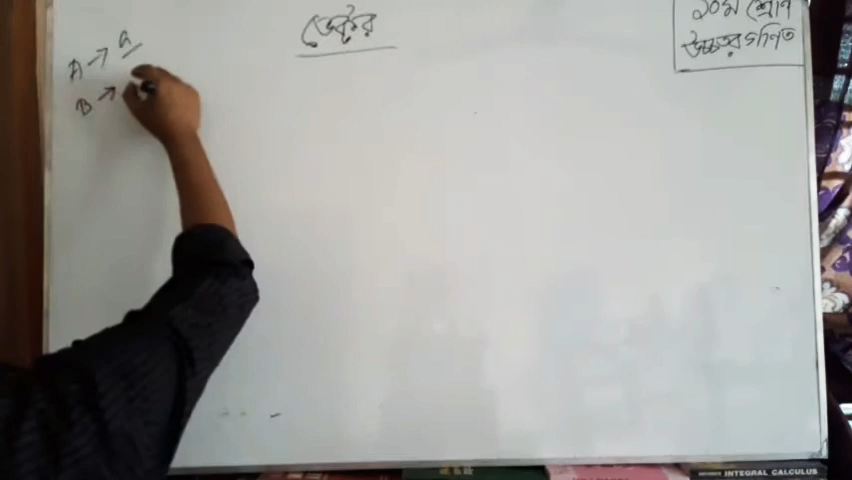 ভেক্টর
১০ম শ্রেণি
উচ্চতর গণিত
A → a
B →
INTEGRAL CALCULUS